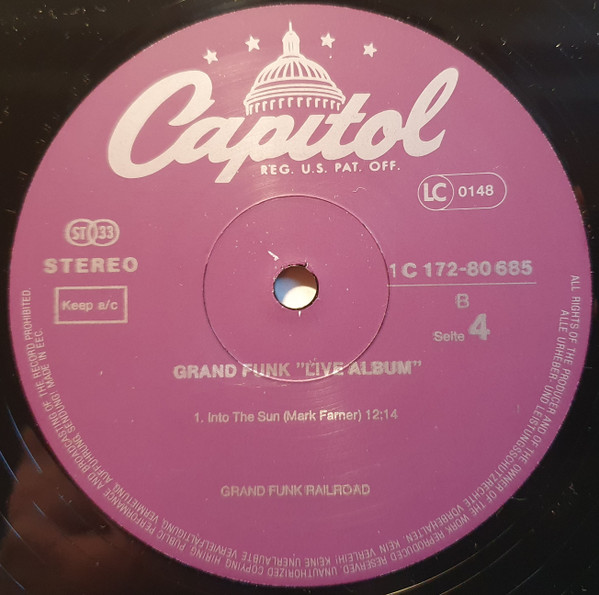 Capitol
REG. U.S. PAT. OFF.
LC 0148
ST 33
STEREO
1 C 172-80 685
Keep a/c
B
Seite 4
GRAND FUNK "LIVE ALBUM"
1. Into The Sun (Mark Farner) 12:14
GRAND FUNK RAILROAD
ALL RIGHTS OF THE PRODUCER AND OF THE OWNER OF THE WORK REPRODUCED RESERVED. UNAUTHORIZED COPYING, HIRING, PUBLIC PERFORMANCE AND BROADCASTING OF THE RECORD PROHIBITED.
ALLE URHEBER- UND LEISTUNGSSCHUTZRECHTE VORBEHALTEN. KEIN VERLEIH! KEINE UNERLAUBTE VERVIELFÄLTIGUNG, VERMIETUNG, AUFFÜHRUNG, SENDUNG! MADE IN EEC.